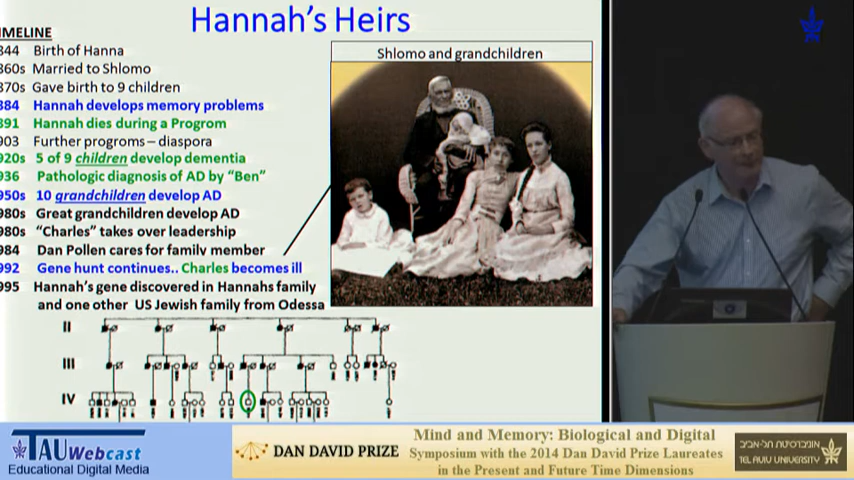 Hannah's Heirs
IMELINE
844 Birth of Hanna
860s Married to Shlomo
870s Gave birth to 9 children
884 Hannah develops memory problems
891 Hannah dies during a Progrom
903 Further progroms – diaspora
920s 5 of 9 children develop dementia
936 Pathologic diagnosis of AD by "Ben"
950s 10 grandchildren develop AD
980s Great grandchildren develop AD
980s "Charles" takes over leadership
984 Dan Pollen cares for family member
992 Gene hunt continues.. Charles becomes ill
995 Hannah's gene discovered in Hannahs family
and one other US Jewish family from Odessa
Shlomo and grandchildren
II
III
IV
TAU Webcast
Educational Digital Media
DAN DAVID PRIZE
Mind and Memory: Biological and Digital
Symposium with the 2014 Dan David Prize Laureates
in the Present and Future Time Dimensions
אוניברסיטת תל-אביב
TEL AVIV UNIVERSITY